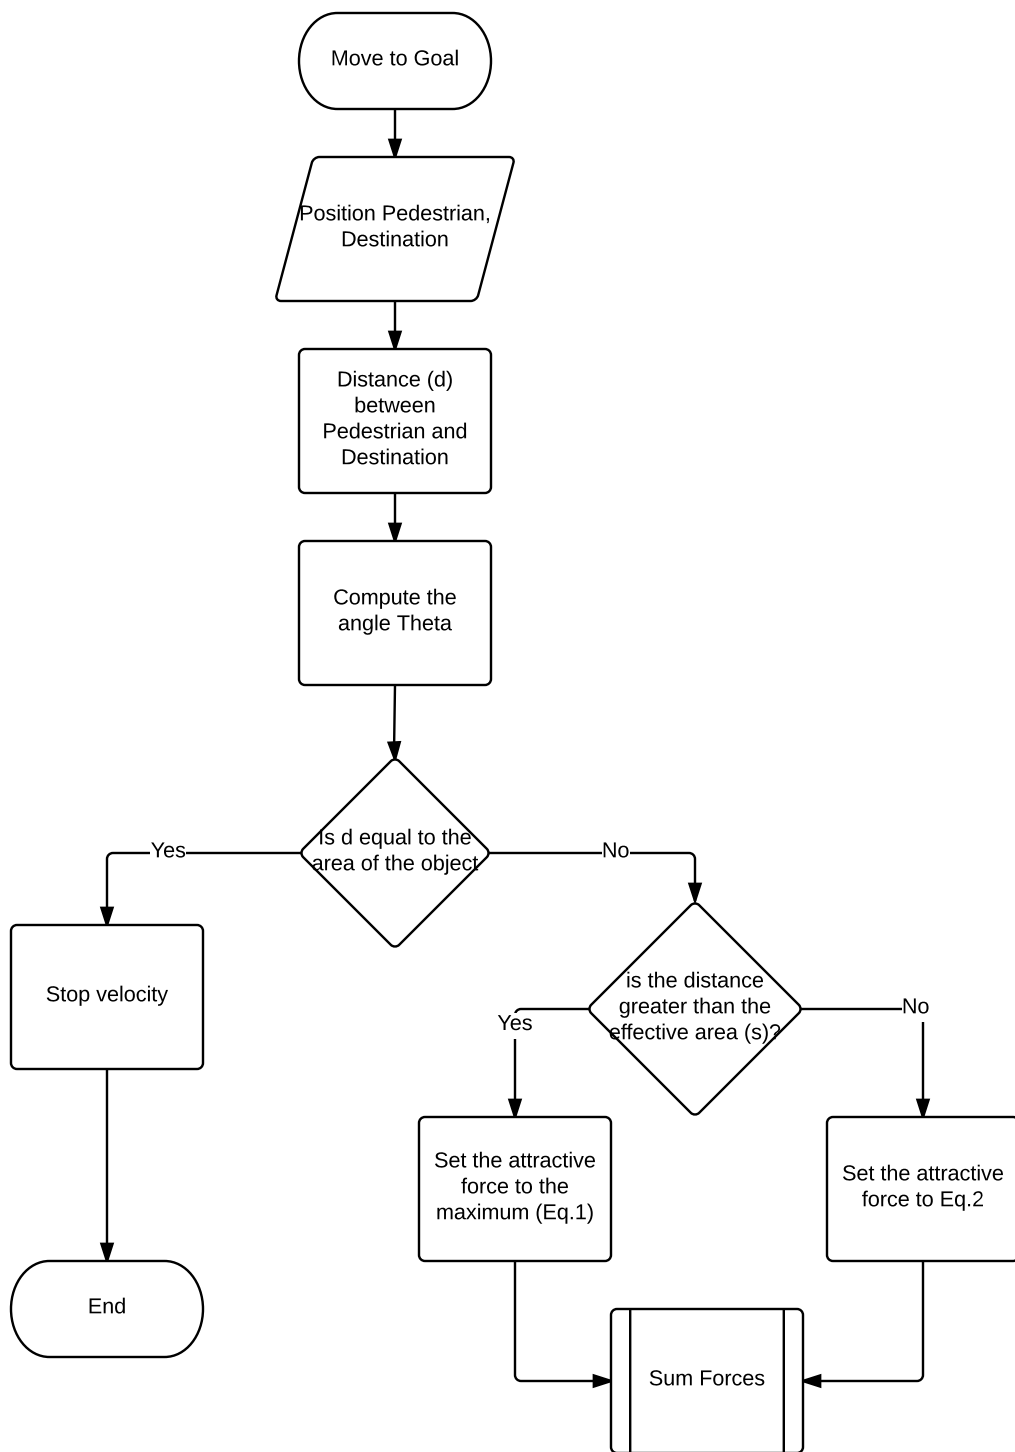 Move to Goal
Position Pedestrian,
Destination
Distance (d)
between
Pedestrian and
Destination
Compute the
angle Theta
Is d equal to the
area of the object
Yes
No
Stop velocity
is the distance
greater than the
effective area (s)?
Yes
No
Set the attractive
force to the
maximum (Eq.1)
Set the attractive
force to Eq.2
End
Sum Forces